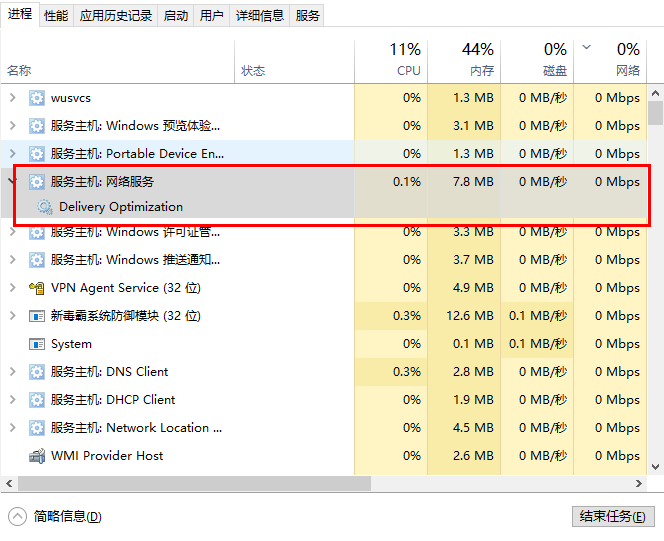 进程 性能 应用历史记录 启动 用户 详细信息 服务
11% 44% 0% 0%
名称 状态 CPU 内存 磁盘 网络
wusvcs 0% 1.3 MB 0 MB/秒 0 Mbps
服务主机: Windows 预览体验... 0% 3.1 MB 0 MB/秒 0 Mbps
服务主机: Portable Device En... 0% 1.3 MB 0 MB/秒 0 Mbps
服务主机: 网络服务 0.1% 7.8 MB 0 MB/秒 0 Mbps
Delivery Optimization
服务主机: Windows 许可证管... 0% 3.3 MB 0 MB/秒 0 Mbps
服务主机: Windows 推送通知... 0% 3.7 MB 0 MB/秒 0 Mbps
VPN Agent Service (32 位) 0% 4.9 MB 0 MB/秒 0 Mbps
新毒霸系统防御模块 (32 位) 0.3% 12.6 MB 0.1 MB/秒 0 Mbps
System 0% 0.1 MB 0.1 MB/秒 0 Mbps
服务主机: DNS Client 0.3% 2.8 MB 0 MB/秒 0 Mbps
服务主机: DHCP Client 0% 1.9 MB 0 MB/秒 0 Mbps
服务主机: Network Location ... 0% 4.5 MB 0 MB/秒 0 Mbps
WMI Provider Host 0% 2.6 MB 0 MB/秒 0 Mbps
简略信息(D) 结束任务(E)